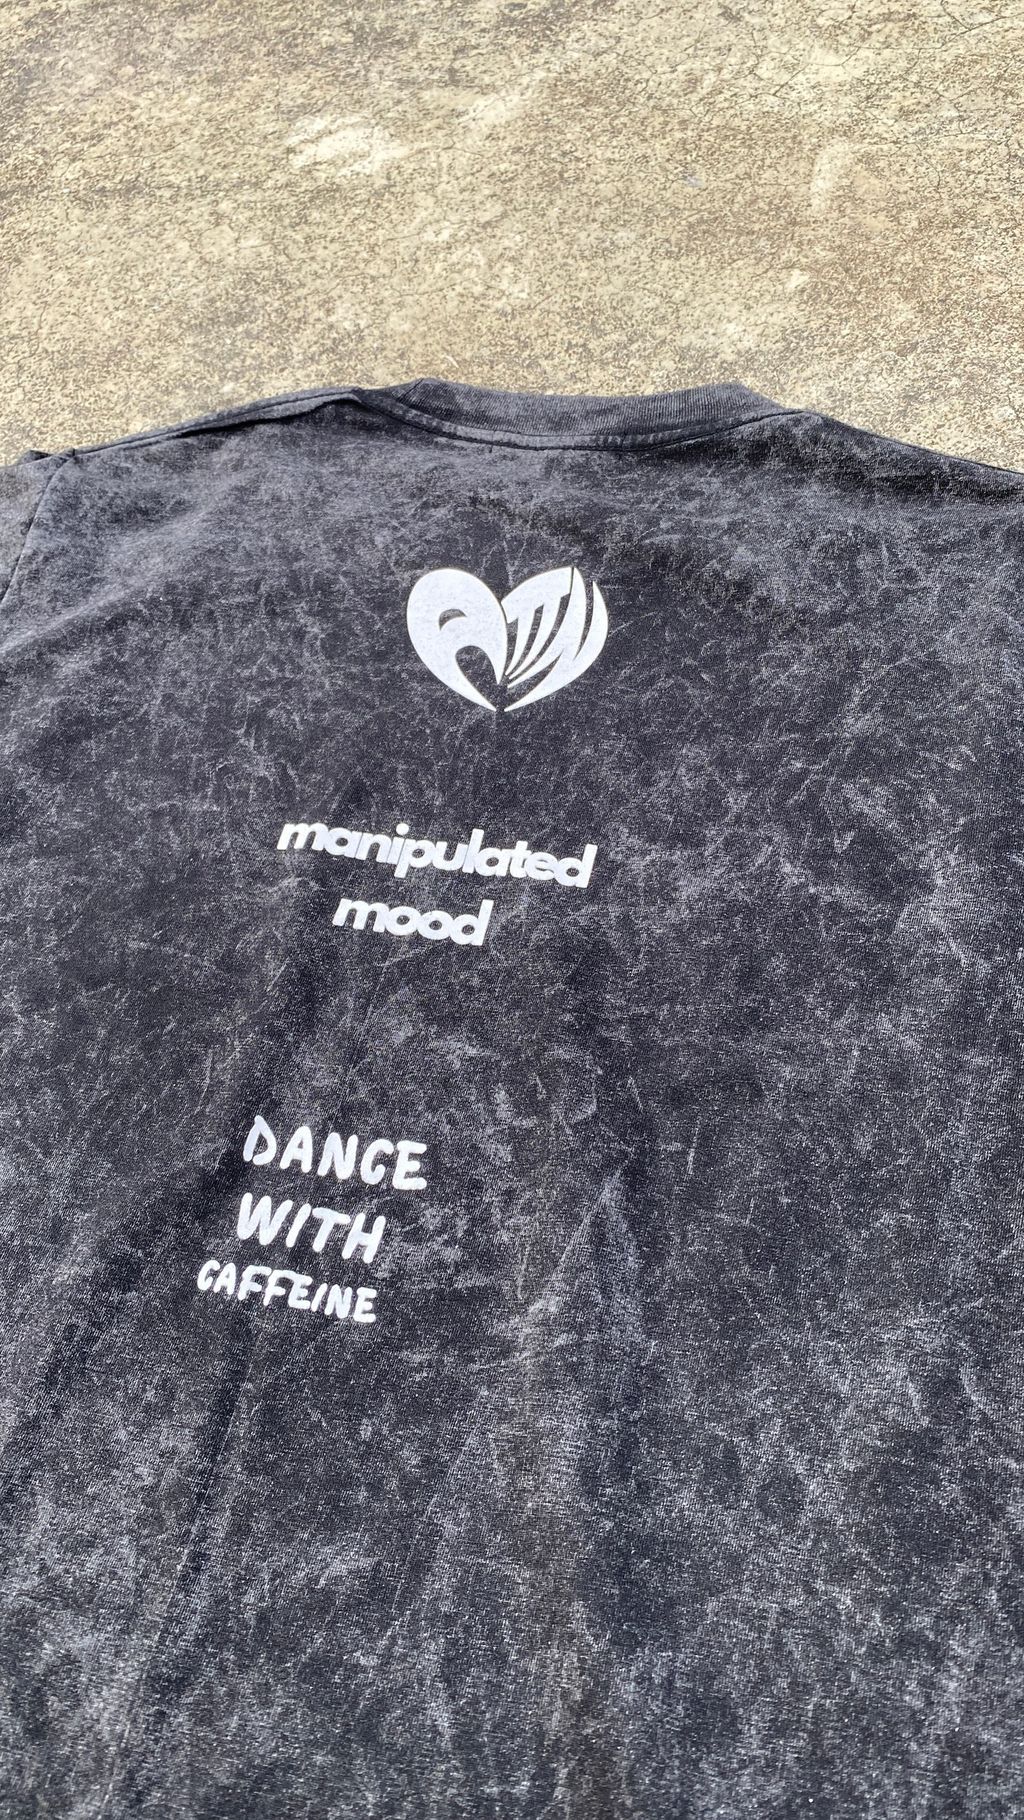 manipulated
mood
DANCE
WITH
CAFFEINE